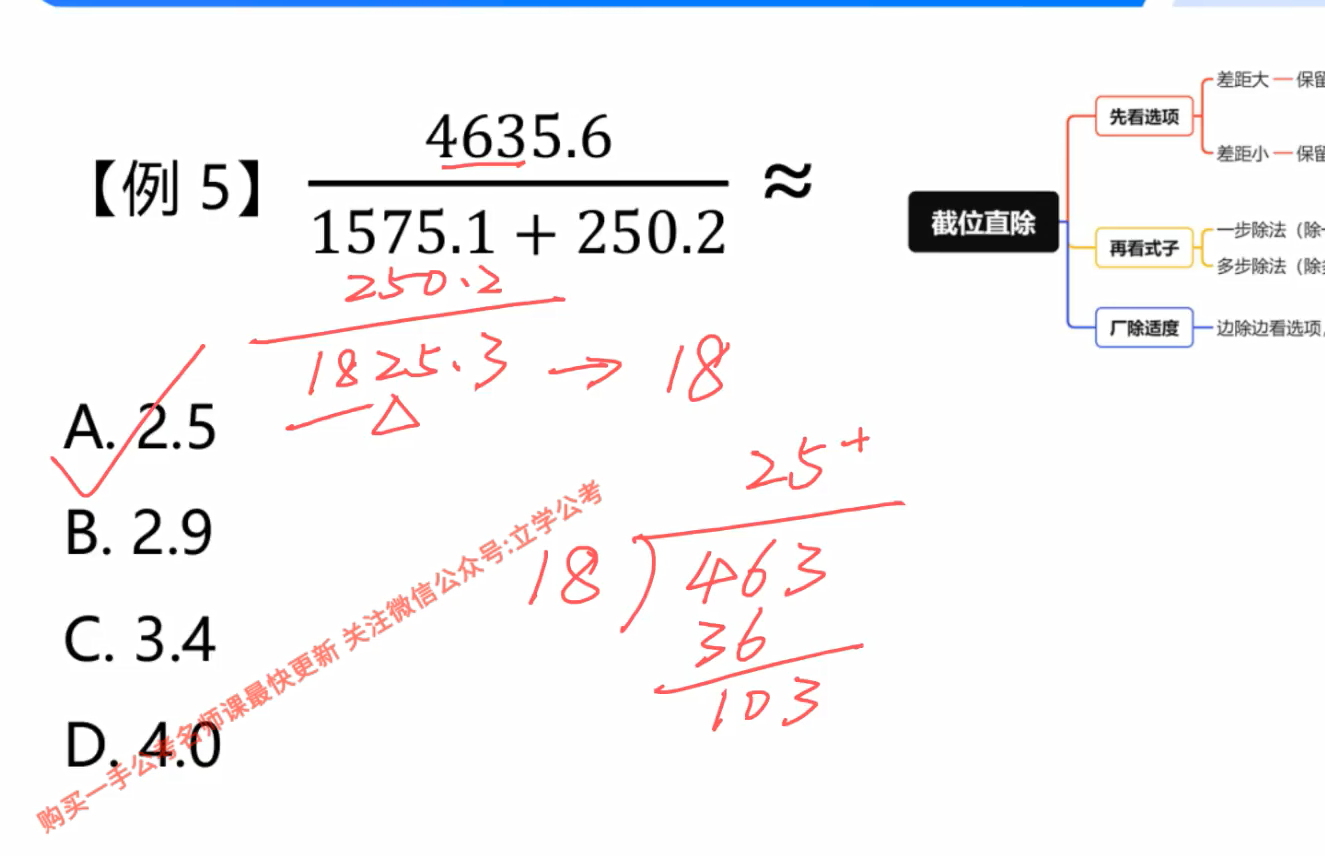 【例 5】 4635.6 / 1575.1 + 250.2 ≈
250.2
1825.3 → 18
A. 2.5
B. 2.9
C. 3.4
D. 4.0
25+
18 463
36
103
截位直除
先看选项
差距大 — 保留
差距小 — 保留
再看式子
一步除法（除
多步除法（除
厂除适度
边除边看选项,
购买一手公考名师课最快更新 关注微信公众号:立学公考